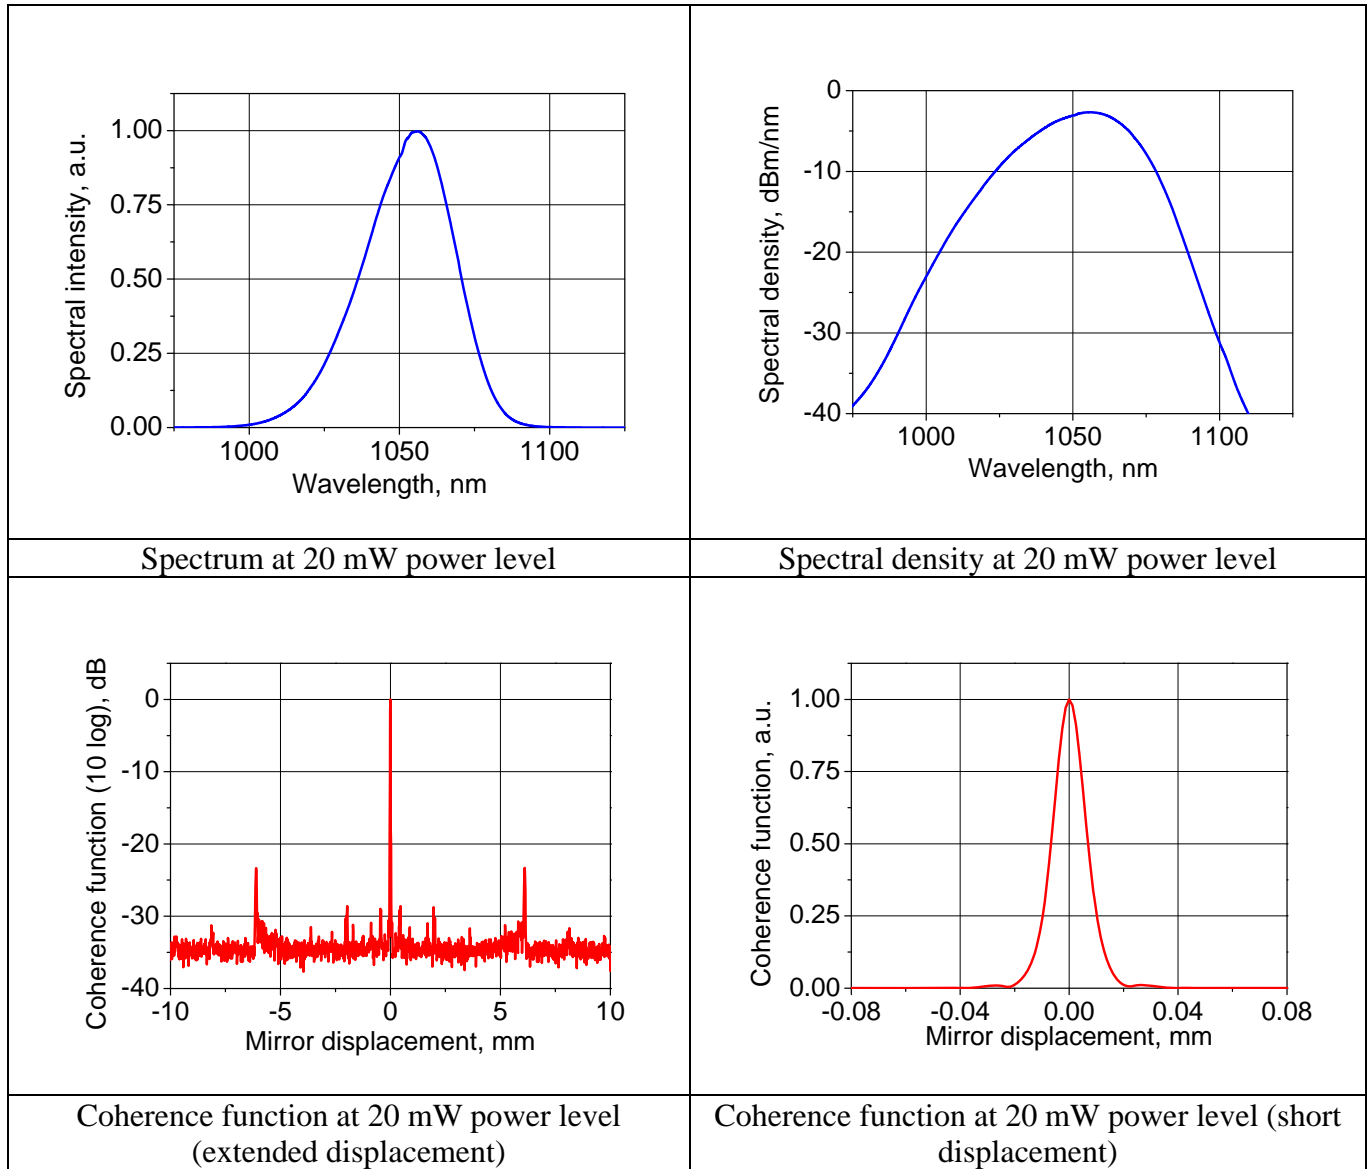 Spectral intensity, a.u.
1.00
0.75
0.50
0.25
0.00
1000 1050 1100
Wavelength, nm
Spectrum at 20 mW power level
Spectral density, dBm/nm
0
-10
-20
-30
-40
1000 1050 1100
Wavelength, nm
Spectral density at 20 mW power level
Coherence function (10 log), dB
0
-10
-20
-30
-40
-10 -5 0 5 10
Mirror displacement, mm
Coherence function at 20 mW power level
(extended displacement)
Coherence function, a.u.
1.00
0.75
0.50
0.25
0.00
-0.08 -0.04 0.00 0.04 0.08
Mirror displacement, mm
Coherence function at 20 mW power level (short
displacement)